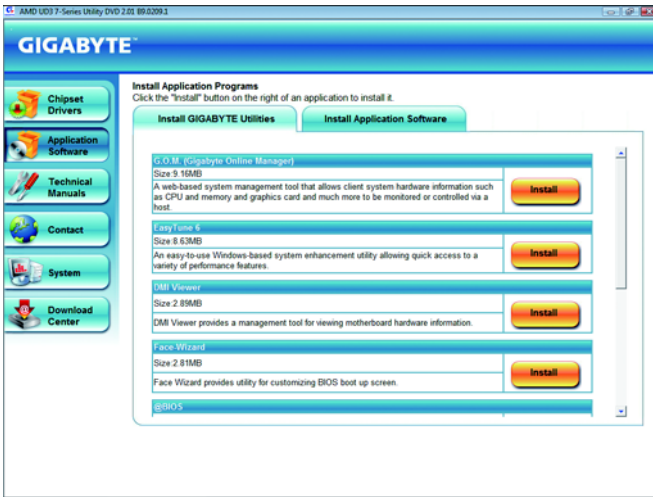 AMD UD3 7-Series Utility DVD 2.01 B9.0209.1
GIGABYTE™
Chipset
Drivers
Application
Software
Technical
Manuals
Contact
System
Download
Center
Install Application Programs
Click the "Install" button on the right of an application to install it.
Install GIGABYTE Utilities
Install Application Software
G.O.M. (Gigabyte Online Manager)
Size:9.16MB
A web-based system management tool that allows client system hardware information such
as CPU and memory and graphics card and much more to be monitored or controlled via a
host.
Install
EasyTune 6
Size:8.63MB
An easy-to-use Windows-based system enhancement utility allowing quick access to a
variety of performance features.
Install
DMI Viewer
Size:2.89MB
DMI Viewer provides a management tool for viewing motherboard hardware information.
Install
Face-Wizard
Size:2.81MB
Face Wizard provides utility for customizing BIOS boot up screen.
Install
@BIOS